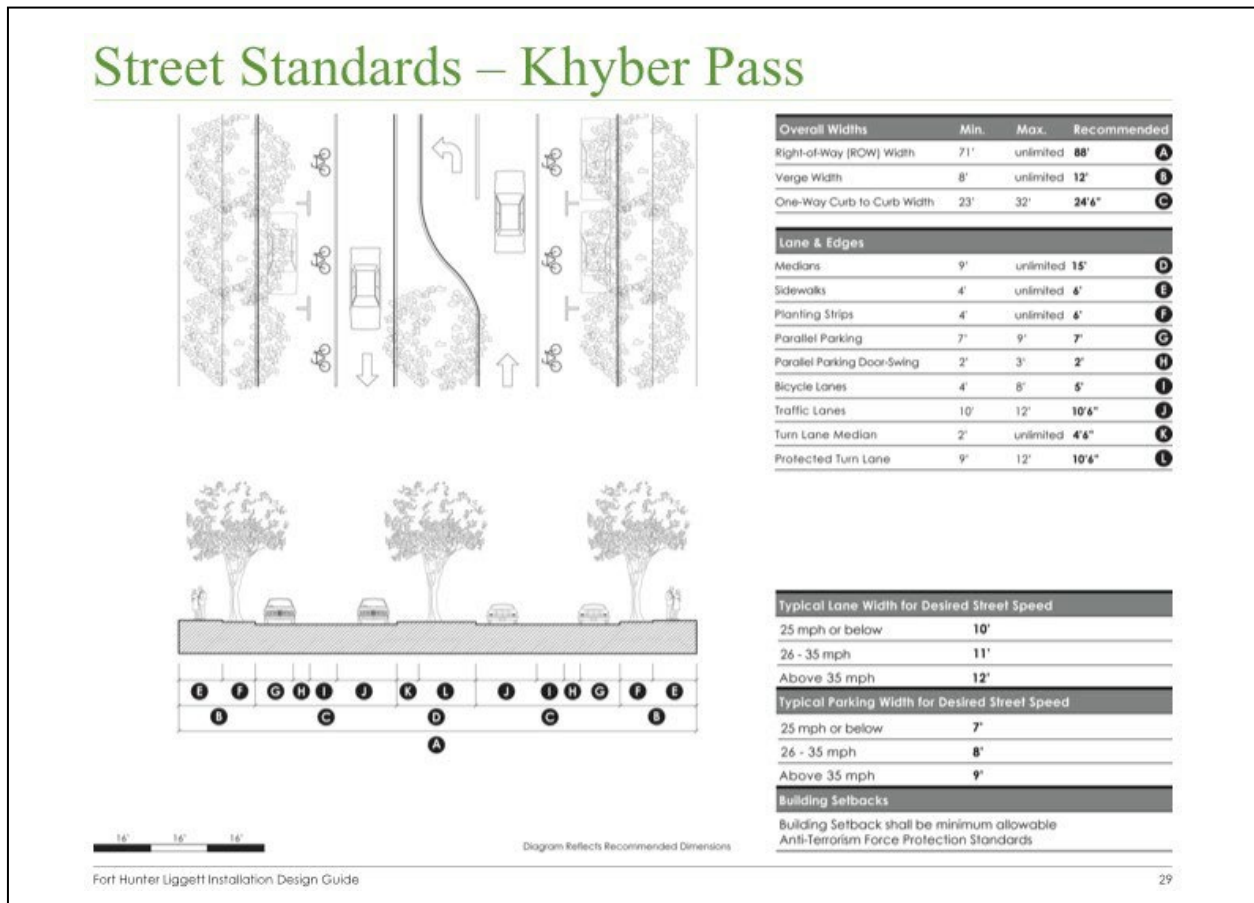 Street Standards – Khyber Pass
Overall Widths Min. Max. Recommended
Right-of-Way (ROW) Width 71' unlimited 88' A
Verge Width 8' unlimited 12' B
One-Way Curb to Curb Width 23' 32' 24'6" C
Lane & Edges
Medians 9' unlimited 15' D
Sidewalks 4' unlimited 6' E
Planting Strips 4' unlimited 6' F
Parallel Parking 7' 9' 7' G
Parallel Parking Door-Swing 2' 3' 2' H
Bicycle Lanes 4' 8' 5' I
Traffic Lanes 10' 12' 10'6" J
Turn Lane Median 2' unlimited 4'6" K
Protected Turn Lane 9' 12' 10'6" L
E F G H I J K L J I H G F E
B C D C B
A
Typical Lane Width for Desired Street Speed
25 mph or below 10'
26 - 35 mph 11'
Above 35 mph 12'
Typical Parking Width for Desired Street Speed
25 mph or below 7'
26 - 35 mph 8'
Above 35 mph 9'
Building Setbacks
Building Setback shall be minimum allowable
Anti-Terrorism Force Protection Standards
16' 16' 16'
Diagram Reflects Recommended Dimensions
Fort Hunter Liggett Installation Design Guide 29